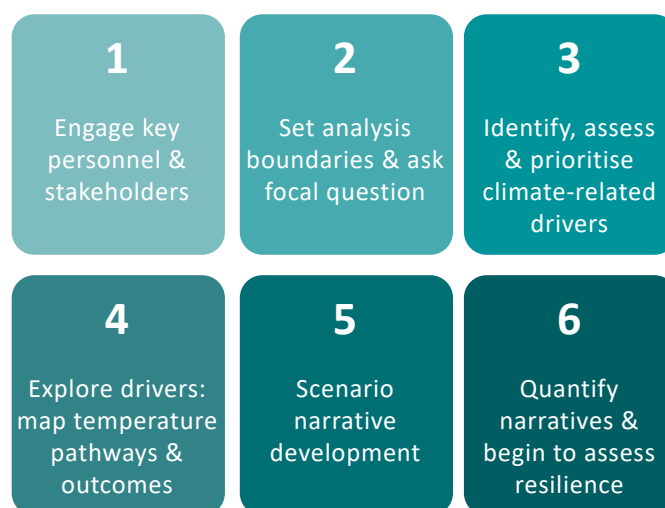 1
Engage key
personnel &
stakeholders
2
Set analysis
boundaries & ask
focal question
3
Identify, assess
& prioritise
climate-related
drivers
4
Explore drivers:
map temperature
pathways &
outcomes
5
Scenario
narrative
development
6
Quantify
narratives &
begin to assess
resilience